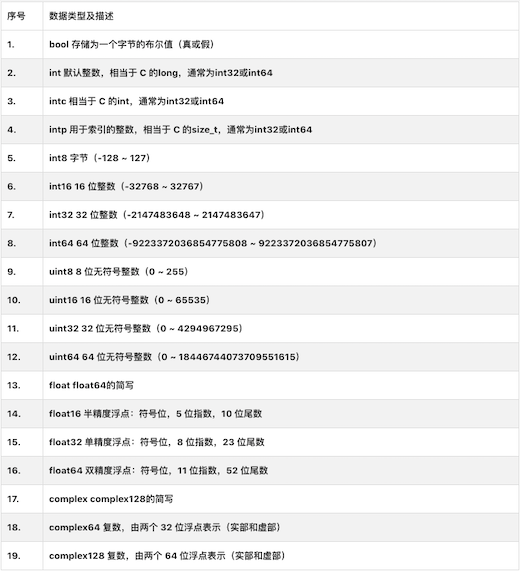 序号 数据类型及描述
1. bool 存储为一个字节的布尔值（真或假）
2. int 默认整数，相当于 C 的long，通常为int32或int64
3. intc 相当于 C 的int，通常为int32或int64
4. intp 用于索引的整数，相当于 C 的size_t，通常为int32或int64
5. int8 字节（-128 ~ 127）
6. int16 16 位整数（-32768 ~ 32767）
7. int32 32 位整数（-2147483648 ~ 2147483647）
8. int64 64 位整数（-9223372036854775808 ~ 9223372036854775807）
9. uint8 8 位无符号整数（0 ~ 255）
10. uint16 16 位无符号整数（0 ~ 65535）
11. uint32 32 位无符号整数（0 ~ 4294967295）
12. uint64 64 位无符号整数（0 ~ 18446744073709551615）
13. float float64的简写
14. float16 半精度浮点：符号位，5 位指数，10 位尾数
15. float32 单精度浮点：符号位，8 位指数，23 位尾数
16. float64 双精度浮点：符号位，11 位指数，52 位尾数
17. complex complex128的简写
18. complex64 复数，由两个 32 位浮点表示（实部和虚部）
19. complex128 复数，由两个 64 位浮点表示（实部和虚部）